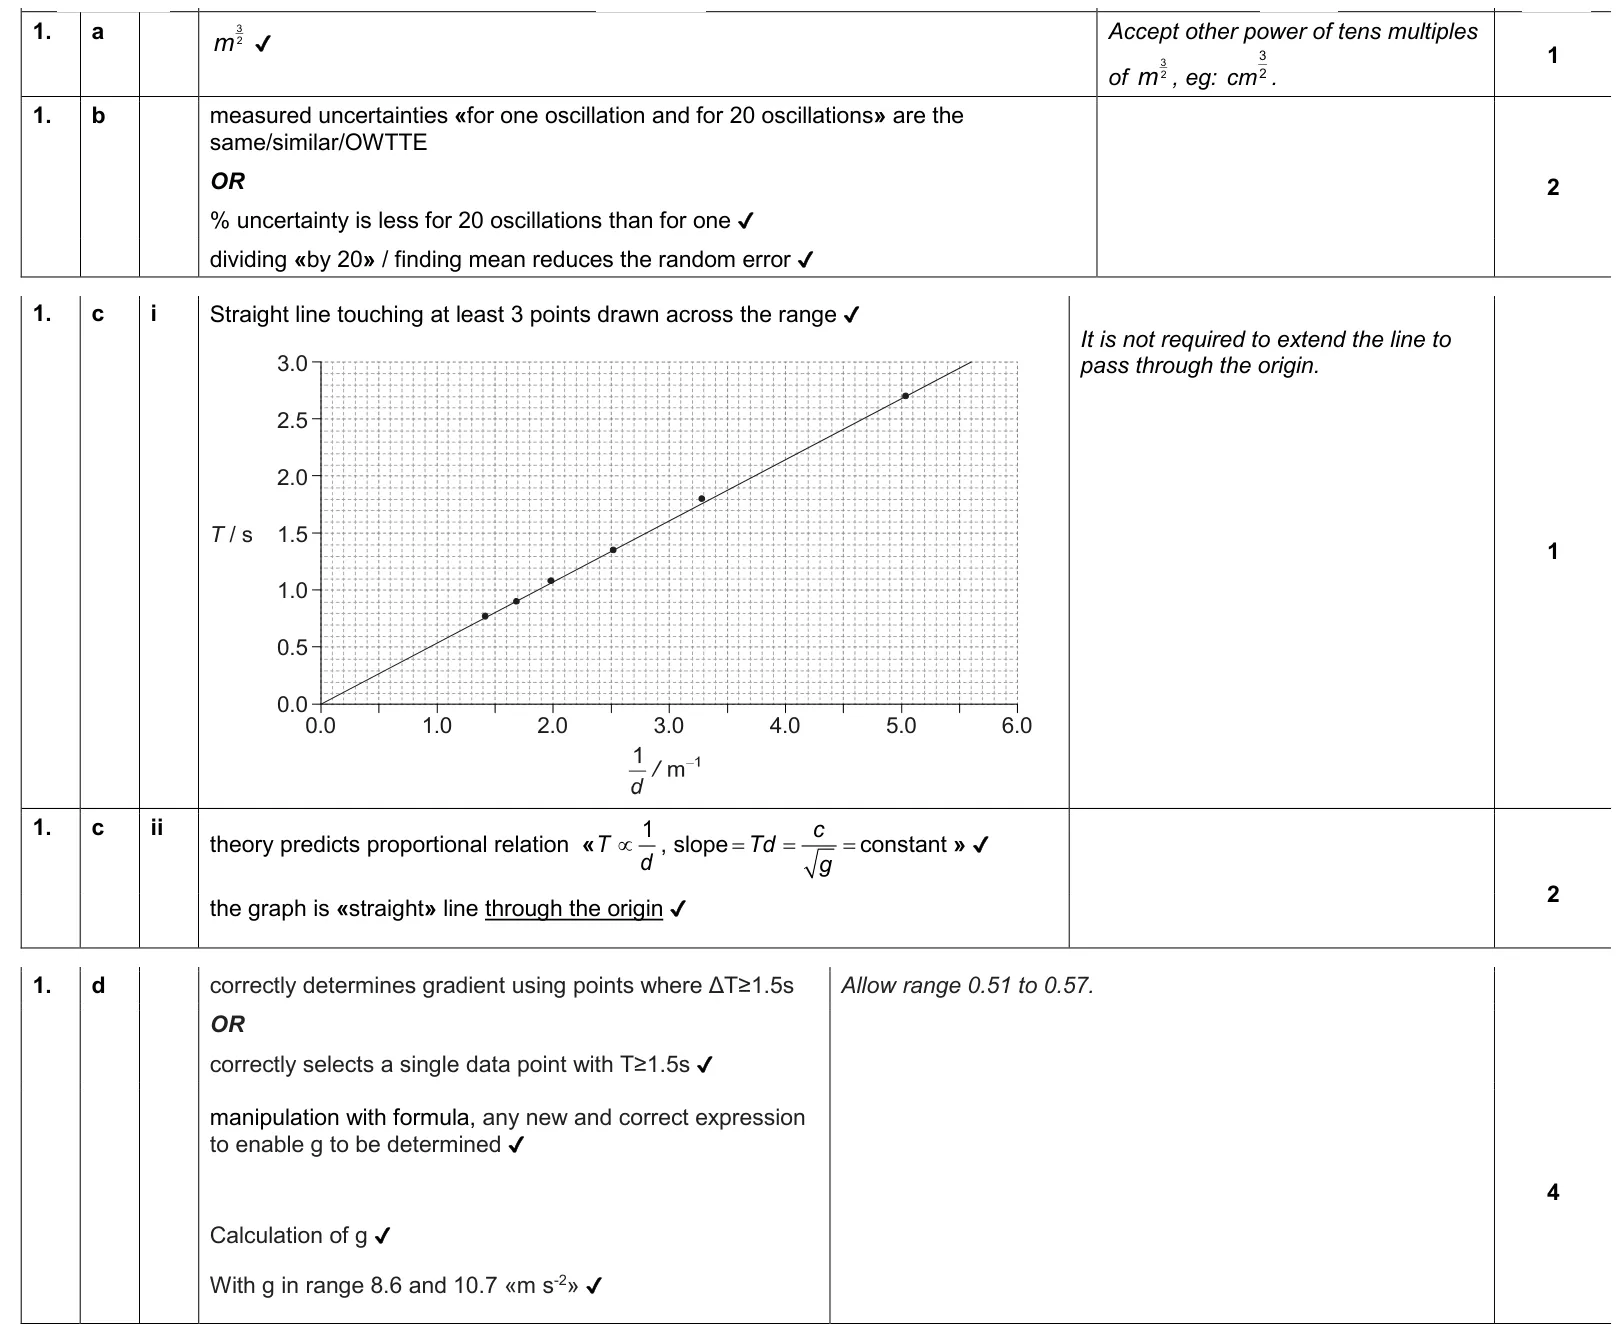 1. a m^{3/2} ✓ Accept other power of tens multiples
of m^{3/2}, eg: cm^{3/2}. 1
1. b measured uncertainties «for one oscillation and for 20 oscillations» are the
same/similar/OWTTE
OR
2
% uncertainty is less for 20 oscillations than for one ✓
dividing «by 20» / finding mean reduces the random error ✓
1. c i Straight line touching at least 3 points drawn across the range ✓
It is not required to extend the line to
pass through the origin.
3.0
2.5
2.0
T / s 1.5
1
1.0
0.5
0.0
0.0 1.0 2.0 3.0 4.0 5.0 6.0
1/d / m⁻¹
1. c ii theory predicts proportional relation «T ∝ 1/d, slope = Td = c/√g = constant » ✓
2
the graph is «straight» line through the origin ✓
1. d correctly determines gradient using points where ΔT≥1.5s Allow range 0.51 to 0.57.
OR
correctly selects a single data point with T≥1.5s ✓
manipulation with formula, any new and correct expression
to enable g to be determined ✓
4
Calculation of g ✓
With g in range 8.6 and 10.7 «m s⁻²» ✓